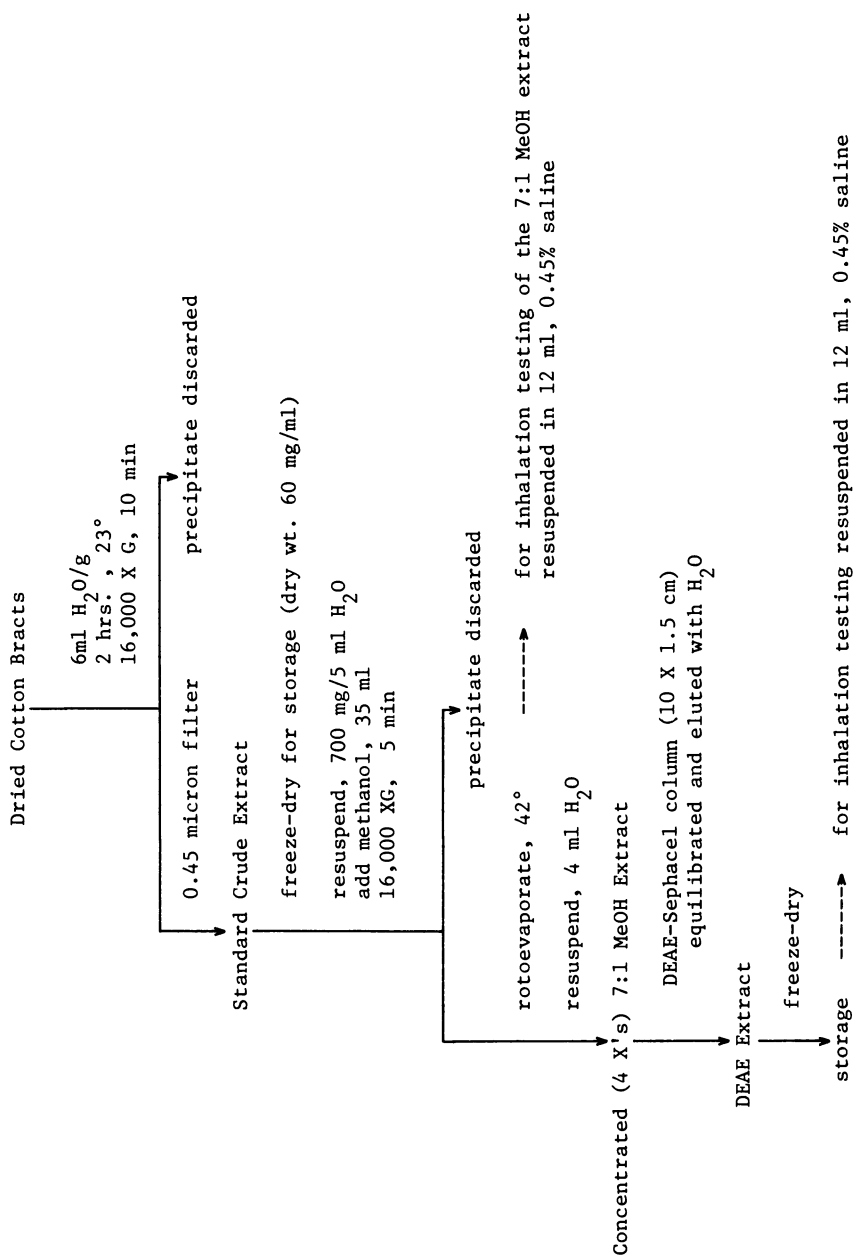 Dried Cotton Bracts
6ml H₂O/g
2 hrs. , 23°
16,000 X G, 10 min
0.45 micron filter
precipitate discarded
Standard Crude Extract
freeze-dry for storage (dry wt. 60 mg/ml)
resuspend, 700 mg/5 ml H₂O
add methanol, 35 ml
16,000 XG, 5 min
precipitate discarded
rotoevaporate, 42° ------> for inhalation testing of the 7:1 MeOH extract
resuspended in 12 ml, 0.45% saline
resuspend, 4 ml H₂O
Concentrated (4 X's) 7:1 MeOH Extract
DEAE-Sephacel column (10 X 1.5 cm)
equilibrated and eluted with H₂O
DEAE Extract
freeze-dry
storage ------> for inhalation testing resuspended in 12 ml, 0.45% saline